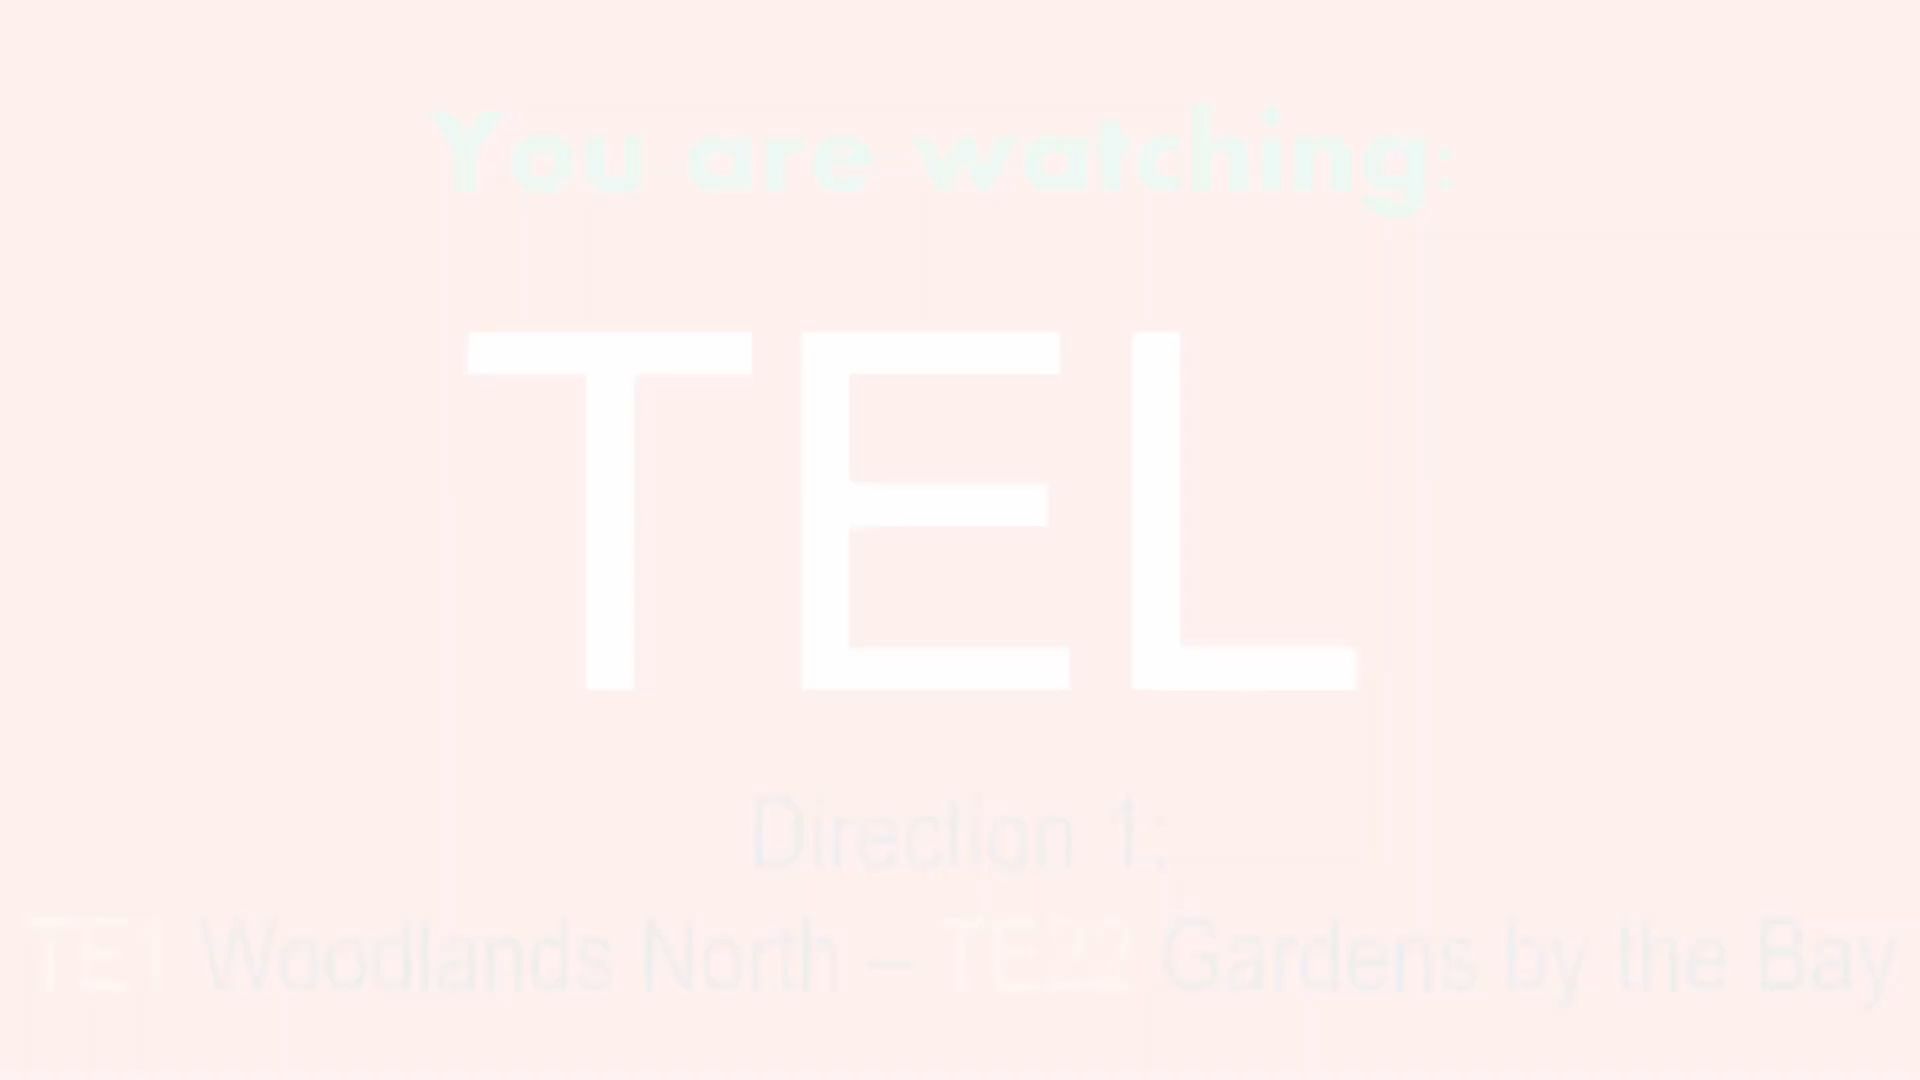 You are watching:
TEL
Direction 1:
TE1 Woodlands North – TE22 Gardens by the Bay